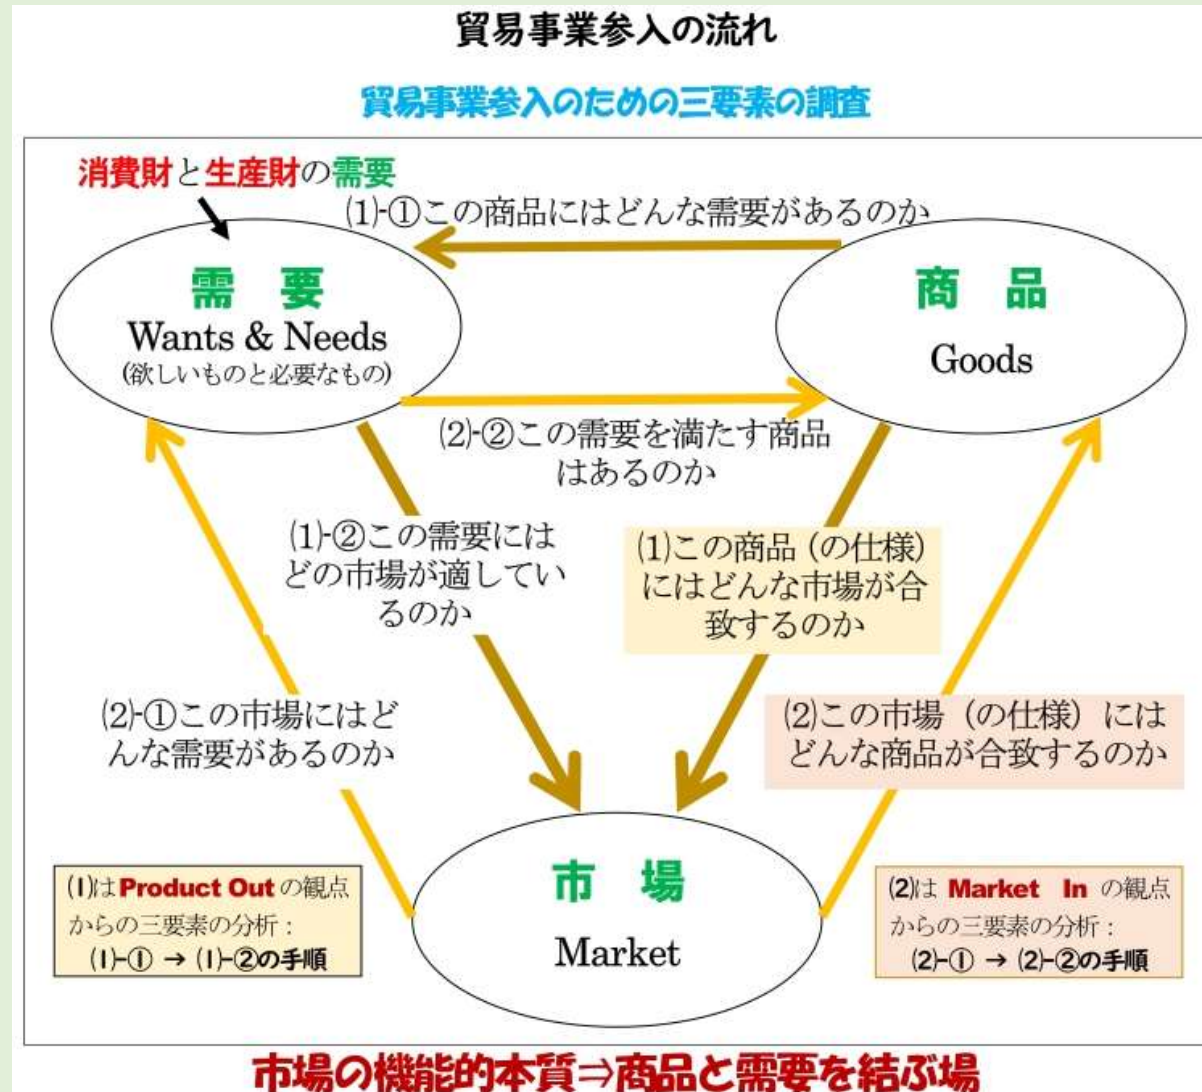 貿易事業参入の流れ
貿易事業参入のための三要素の調査
消費財と生産財の需要
(1)-①この商品にはどんな需要があるのか
需 要
Wants & Needs
(欲しいものと必要なもの)
商 品
Goods
(2)-②この需要を満たす商品
はあるのか
(1)-②この需要には
どの市場が適してい
るのか
(1)この商品（の仕様）
にはどんな市場が合
致するのか
(2)-①この市場にはど
んな需要があるのか
(2)この市場（の仕様）には
どんな商品が合致するのか
市 場
Market
(1)は Product Out の観点
からの三要素の分析：
(1)-① → (1)-②の手順
(2)は Market In の観点
からの三要素の分析：
(2)-① → (2)-②の手順
市場の機能的本質⇒商品と需要を結ぶ場